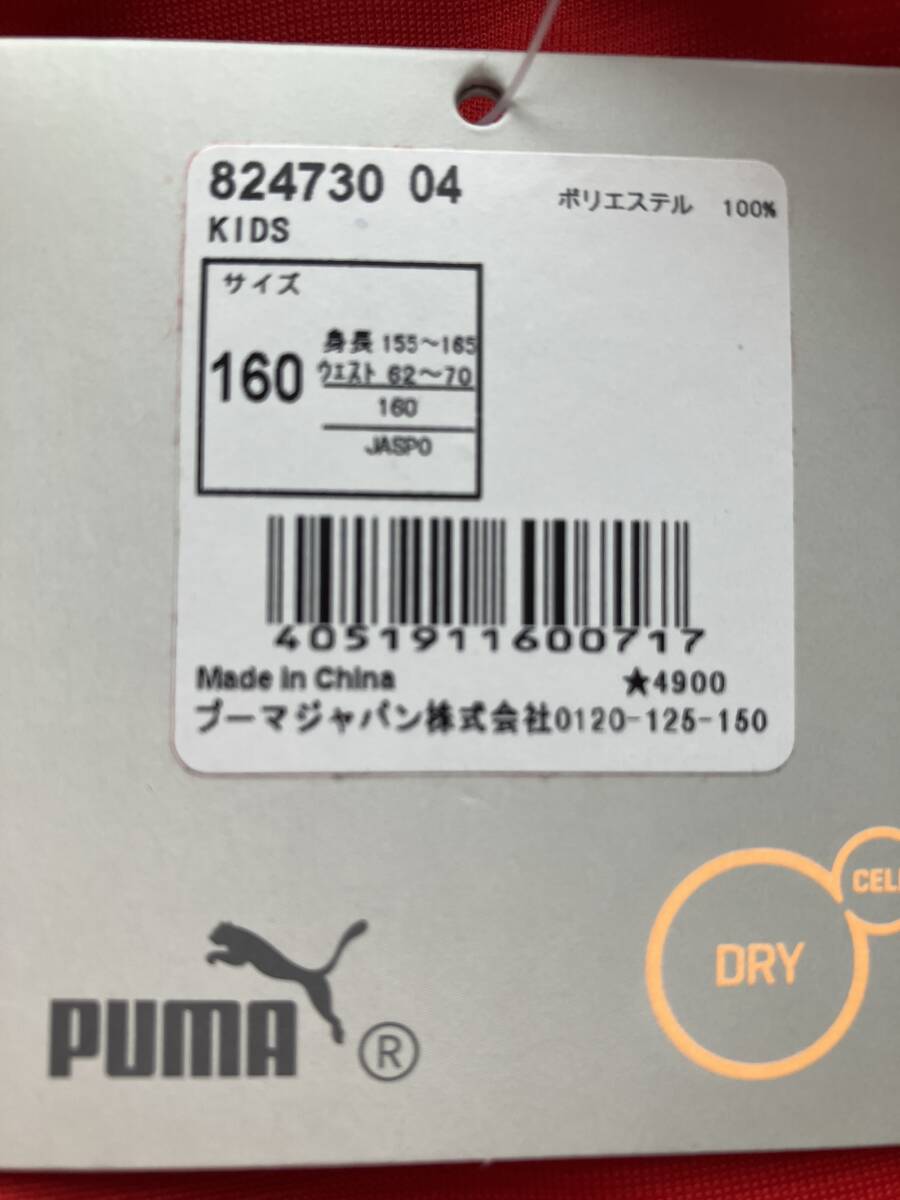 824730 04
ポリエステル 100%
KIDS
サイズ
160
身長 155～165
ウエスト 62～70
160
JASPO
4051911600717
Made in China
★4900
プーマジャパン株式会社0120-125-150
CELL
DRY
PUMA®